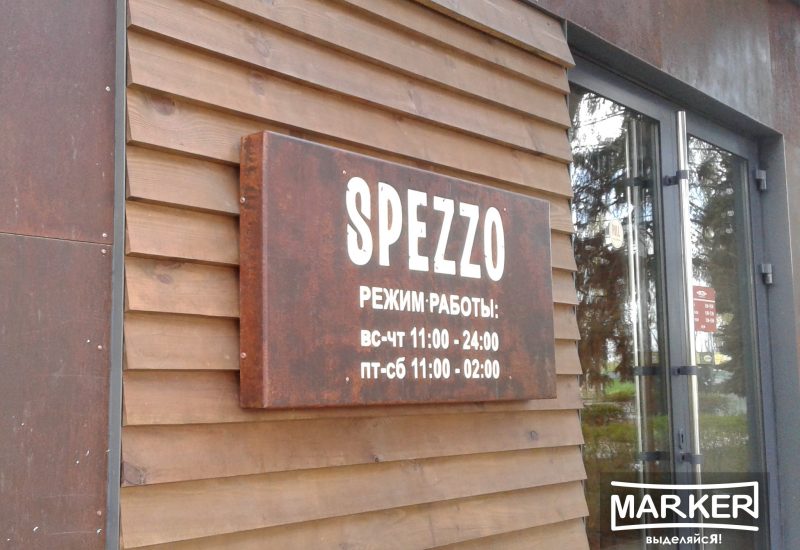 SPEZZO
РЕЖИМ РАБОТЫ:
вс-чт 11:00 - 24:00
пт-сб 11:00 - 02:00
MARKER
выделяйсЯ!